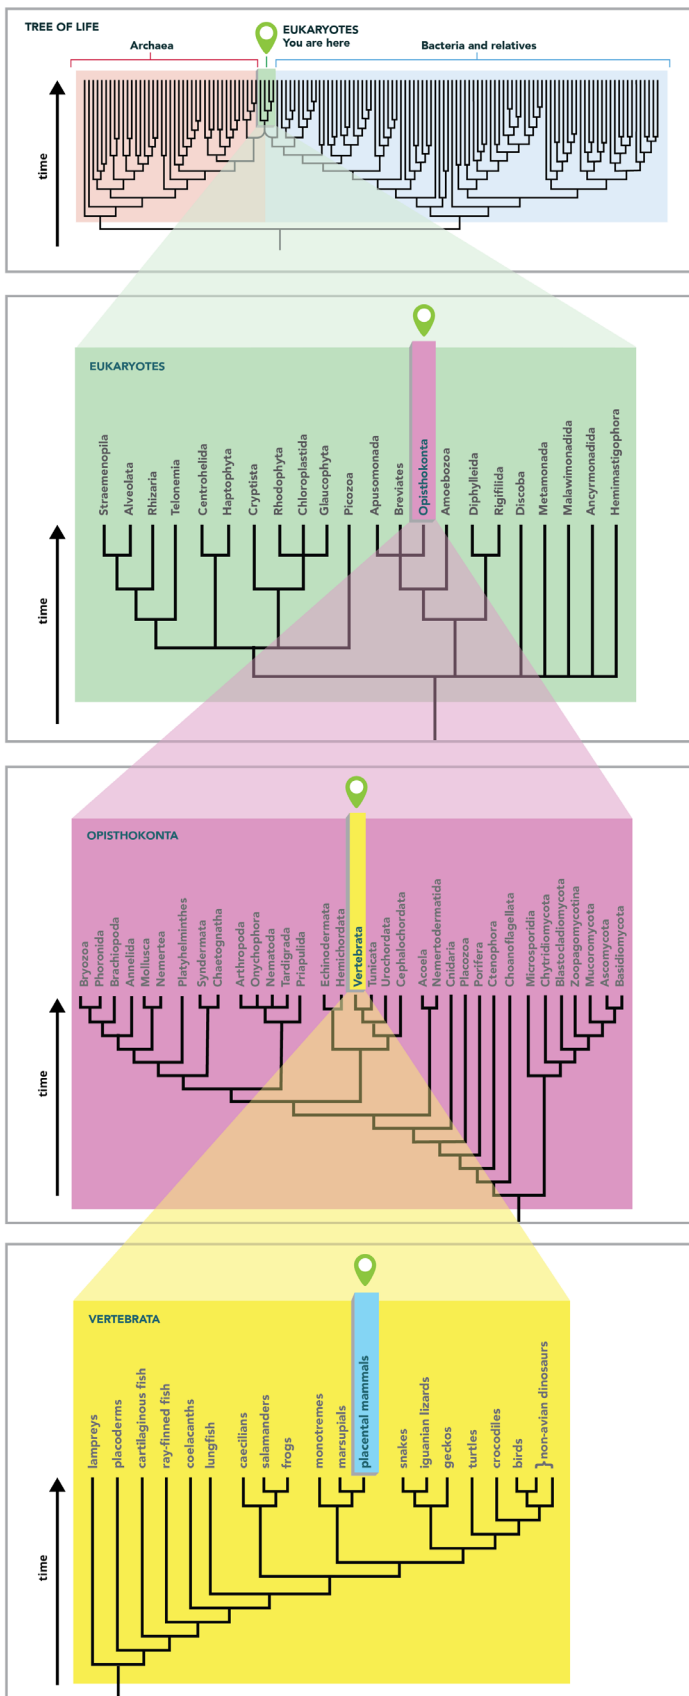 TREE OF LIFE
EUKARYOTES
You are here
Archaea
Bacteria and relatives
time
EUKARYOTES
Straemenopila
Alveolata
Rhizaria
Telonemia
Centrohelida
Haptophyta
Cryptista
Rhodophyta
Chloroplastida
Glaucophyta
Picozoa
Apusomonada
Breviates
Opisthokonta
Amoebozoa
Diphylleida
Rigifilida
Discoba
Metamonada
Malawimonadida
Ancyrmonadida
Hemimastigophora
time
OPISTHOKONTA
Bryozoa
Phoronida
Brachiopoda
Annelida
Mollusca
Nemertea
Platyhelminthes
Syndermata
Chaetognatha
Arthropoda
Onychophora
Nematoda
Tardigrada
Priapulida
Echinodermata
Hemichordata
Vertebrata
Tunicata
Urochordata
Cephalochordata
Acoela
Nemertodermatida
Cnidaria
Placozoa
Porifera
Ctenophora
Choanoflagellata
Microsporidia
Chytridiomycota
Blastocladiomycota
Zoopagomycotina
Mucoromycota
Ascomycota
Basidiomycota
time
VERTEBRATA
lampreys
placoderms
cartilaginous fish
ray-finned fish
coelacanths
lungfish
caecilians
salamanders
frogs
monotremes
marsupials
placental mammals
snakes
iguanian lizards
geckos
turtles
crocodiles
birds
}non-avian dinosaurs
time